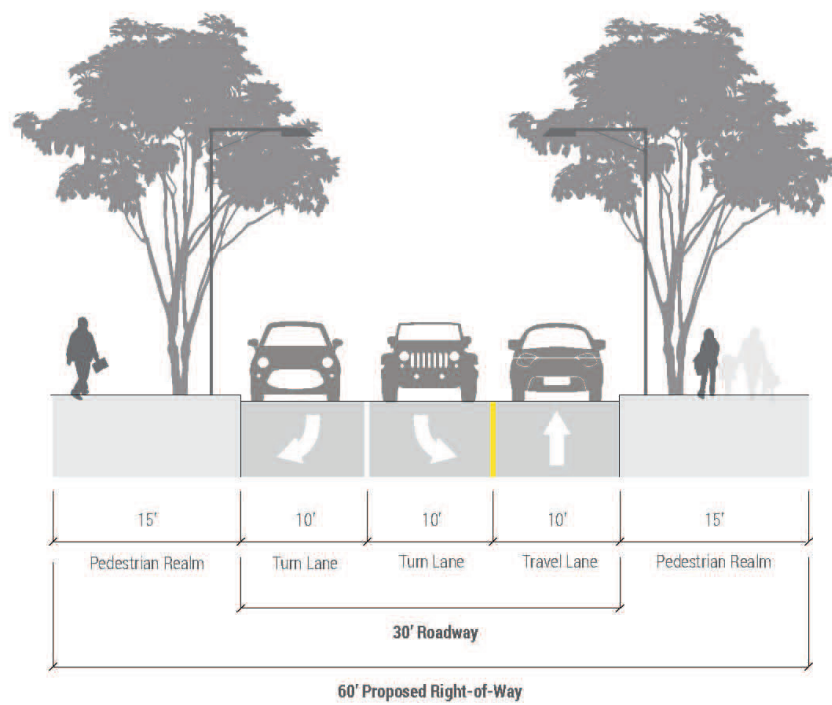 15' 10' 10' 10' 15'
Pedestrian Realm Turn Lane Turn Lane Travel Lane Pedestrian Realm
30' Roadway
60' Proposed Right-of-Way